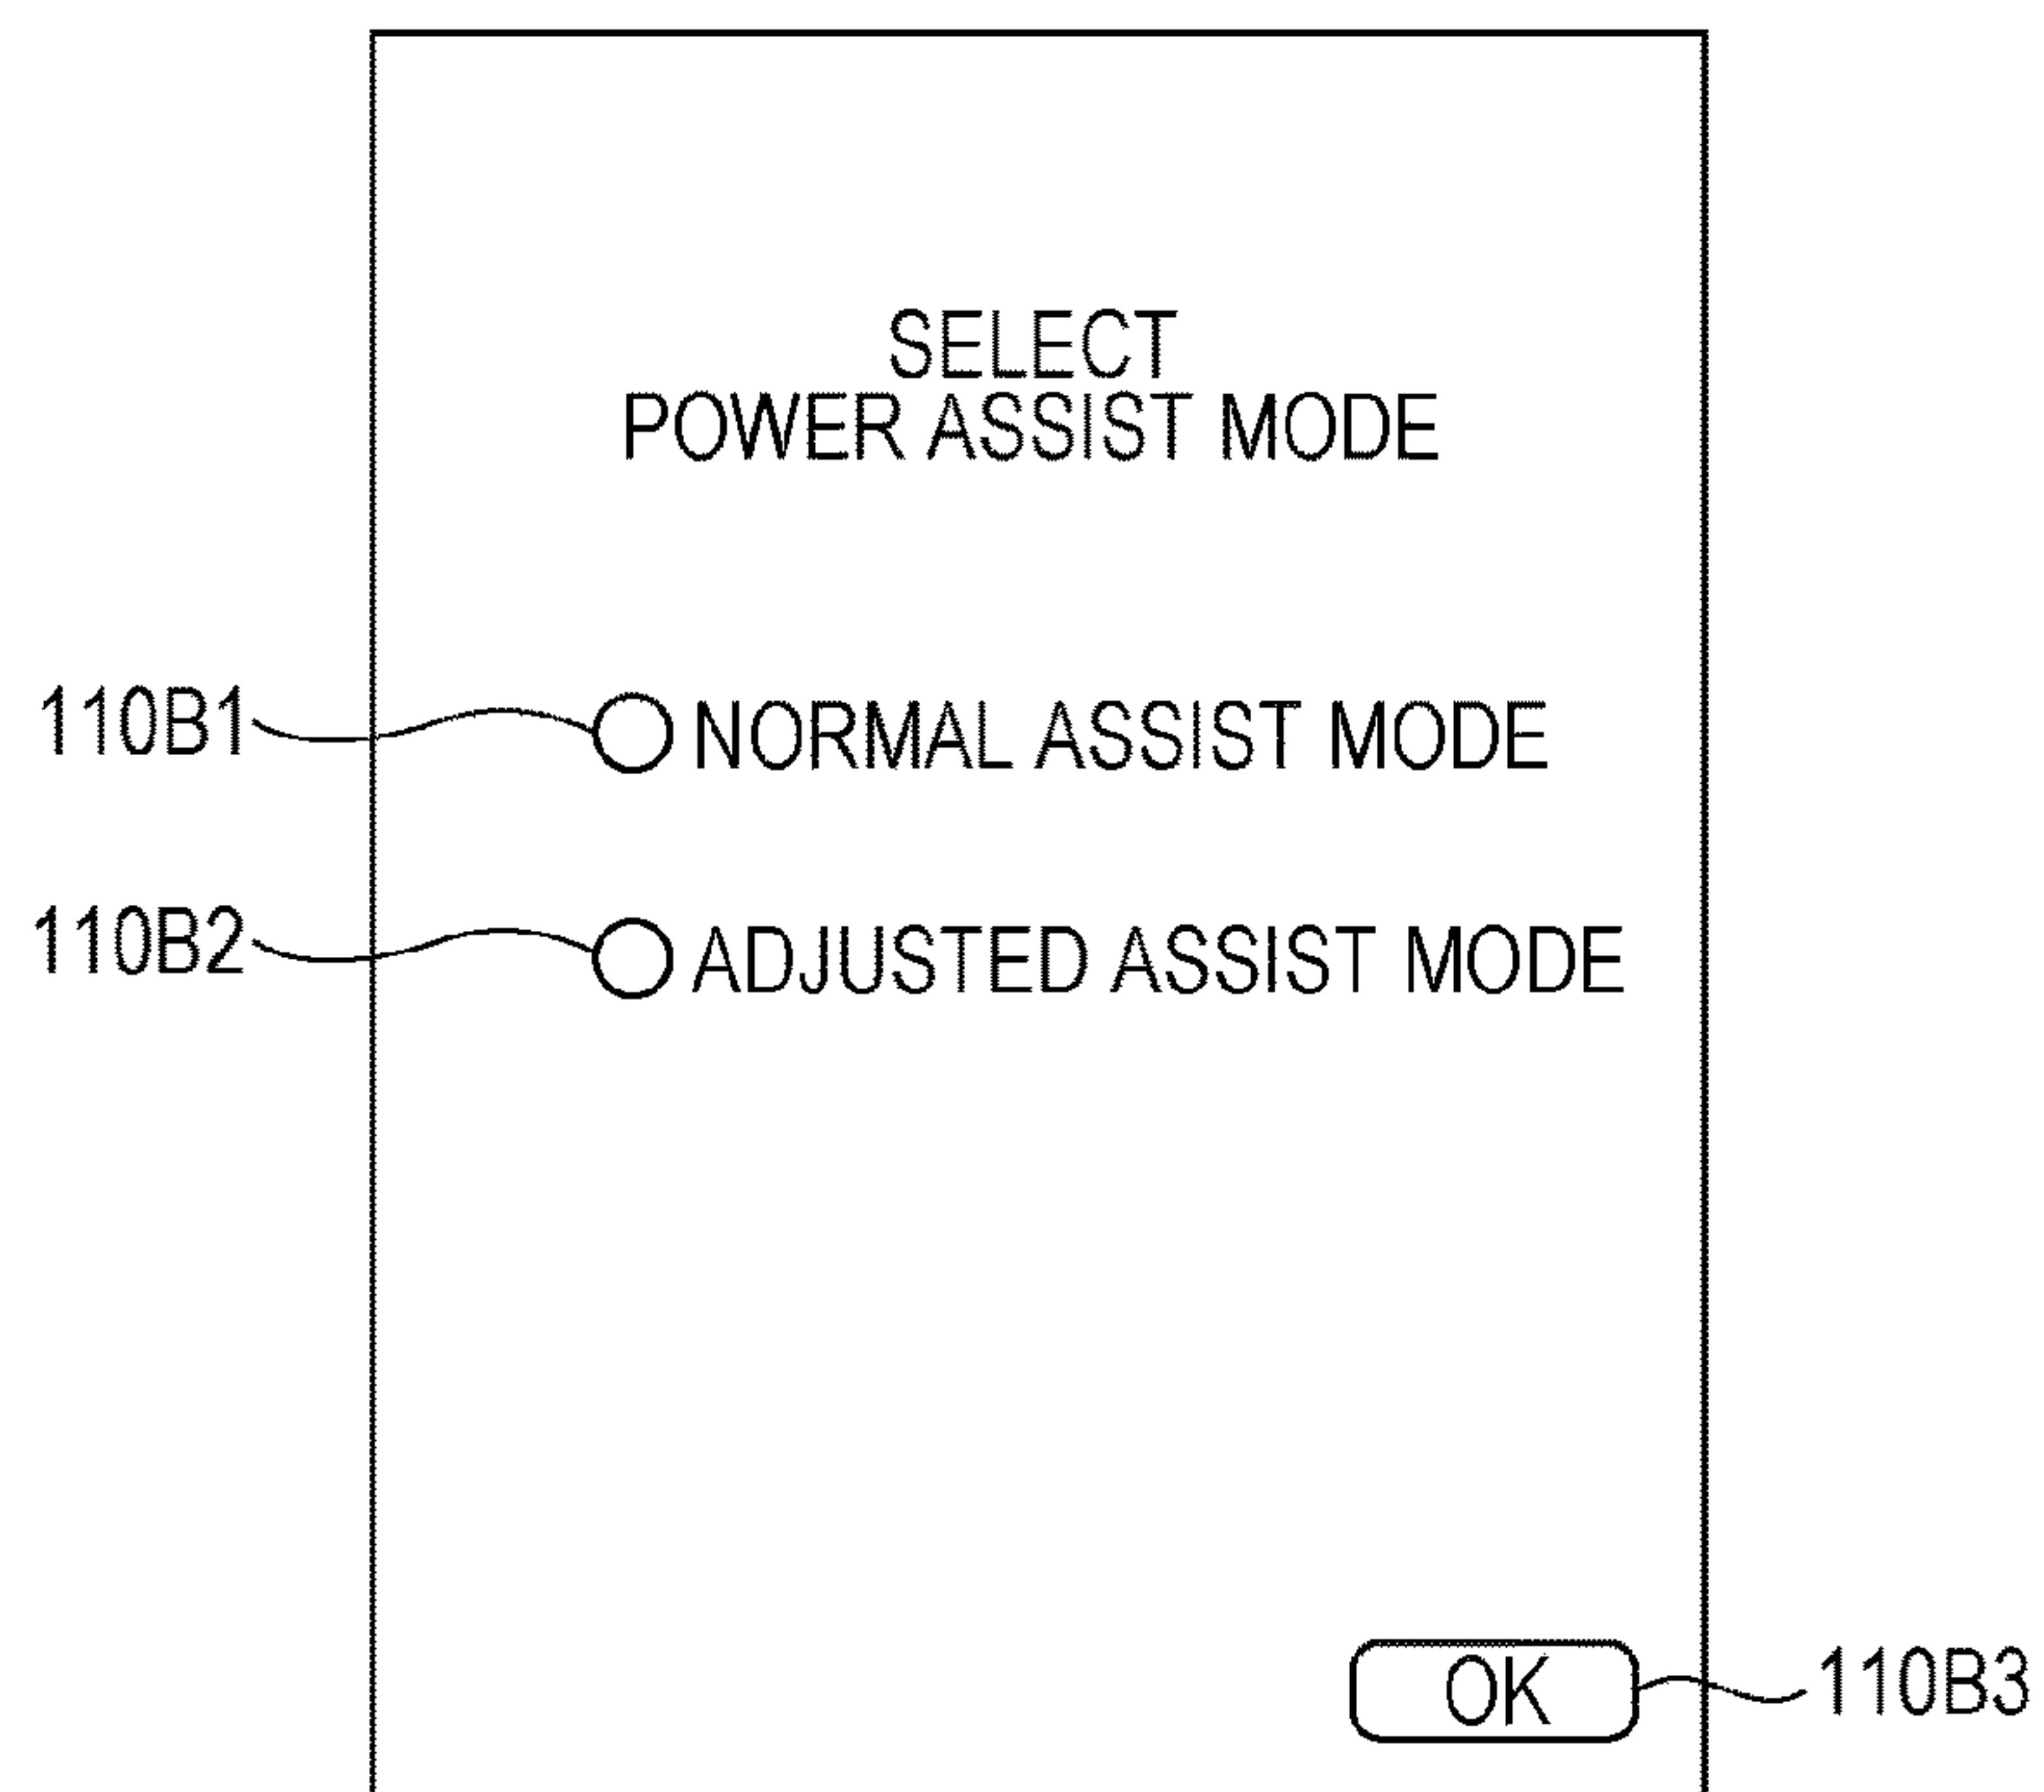 SELECT
POWER ASSIST MODE
110B1 NORMAL ASSIST MODE
110B2 ADJUSTED ASSIST MODE
OK 110B3